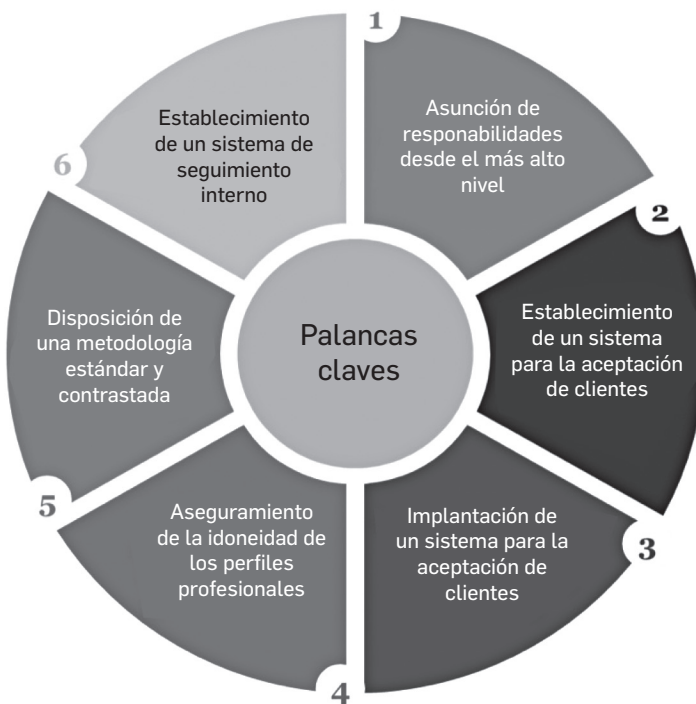 1
Asunción de
responabilidades
desde el más alto
nivel
2
Establecimiento
de un sistema
para la aceptación
de clientes
3
Implantación de
un sistema para la
aceptación de
clientes
4
Aseguramiento
de la idoneidad de
los perfiles
profesionales
5
Disposición de
una metodología
estándar y
contrastada
6
Establecimiento
de un sistema de
seguimiento
interno
Palancas
claves